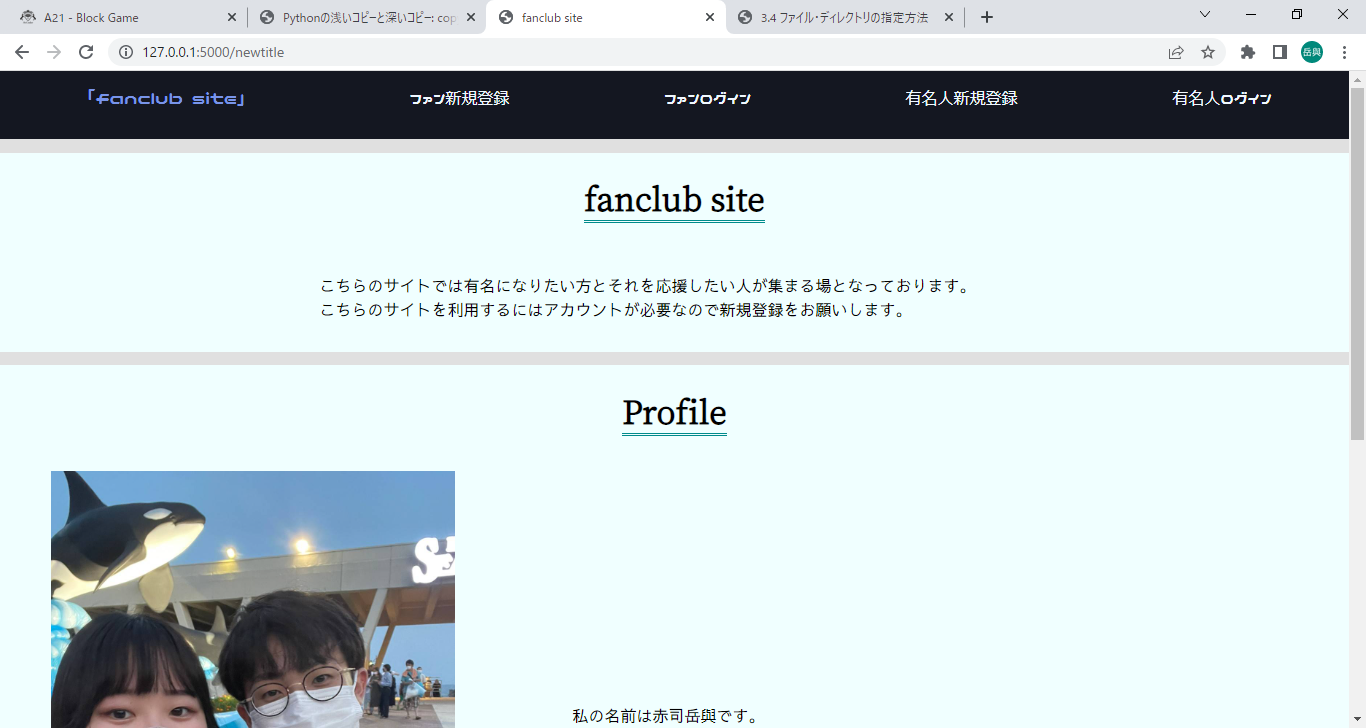 A21 - Block Game
Pythonの浅いコピーと深いコピー: cop
fanclub site
3.4 ファイル・ディレクトリの指定方法
127.0.0.1:5000/newtitle
岳與
「fanclub site」
ファン新規登録
ファンログイン
有名人新規登録
有名人ログイン
fanclub site
こちらのサイトでは有名になりたい方とそれを応援したい人が集まる場となっております。
こちらのサイトを利用するにはアカウントが必要なので新規登録をお願いします。
Profile
私の名前は赤司岳與です。